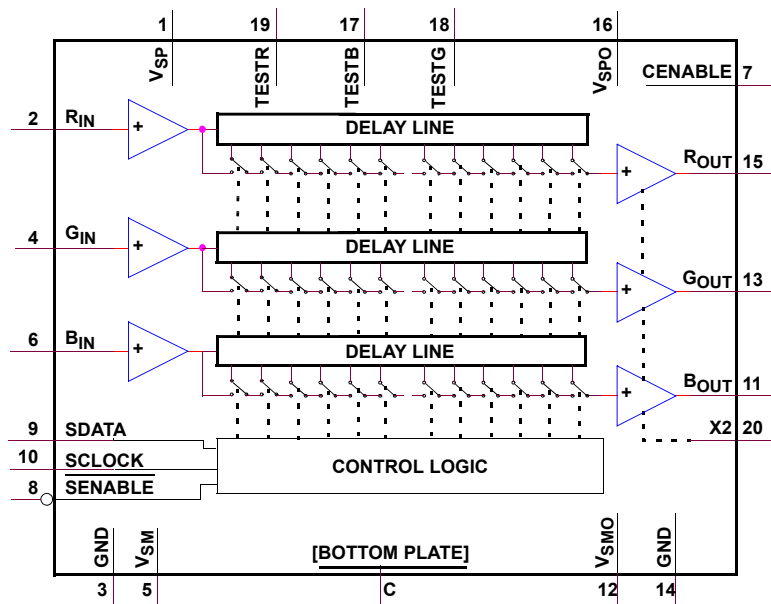 1 19 17 18 16
VSP TESTR TESTB TESTG VSPO
CENABLE 7
2 RIN + DELAY LINE
+ ROUT 15
4 GIN + DELAY LINE
+ GOUT 13
6 BIN + DELAY LINE
+ BOUT 11
9 SDATA
X2 20
10 SCLOCK CONTROL LOGIC
8 SENABLE
GND VSM [BOTTOM PLATE] VSMO GND
3 5 C 12 14